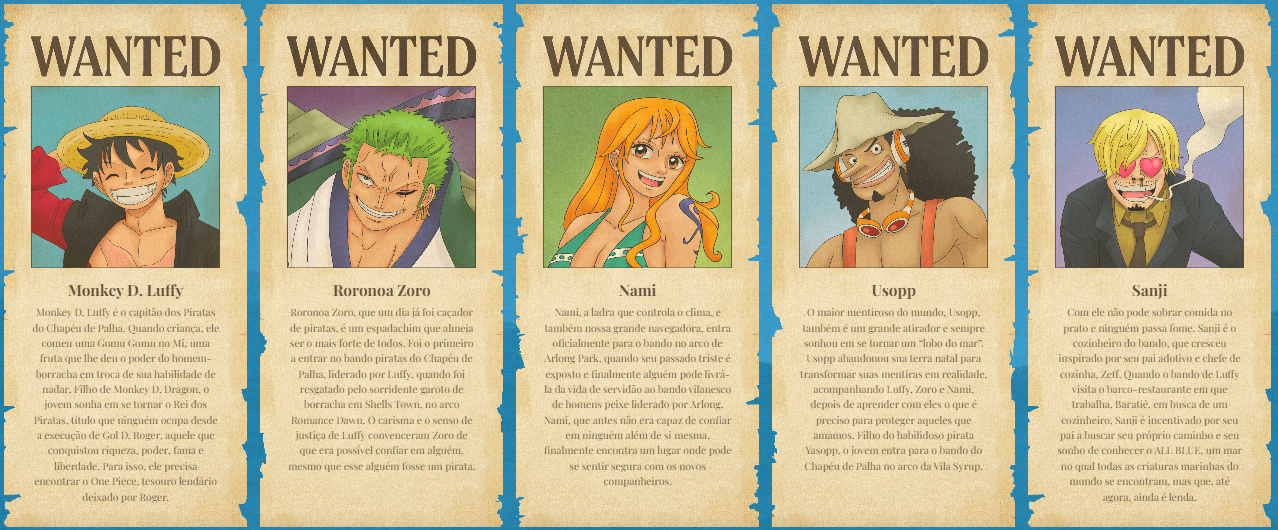 WANTED
Monkey D. Luffy
Monkey D. Luffy é o capitão dos Piratas
do Chapéu de Palha. Quando criança, ele
comeu uma Gomu Gomu no Mi, uma
fruta que lhe deu o poder do homem-
borracha em troca de sua habilidade de
nadar. Filho de Monkey D. Dragon, o
jovem sonha em se tornar o Rei dos
Piratas, título que ninguém ocupa desde
a execução de Gol D. Roger, aquele que
conquistou riqueza, poder, fama e
liberdade. Para isso, ele precisa
encontrar o One Piece, tesouro lendário
deixado por Roger.
WANTED
Roronoa Zoro
Roronoa Zoro, que um dia já foi caçador
de piratas, é um espadachim que almeja
ser o mais forte de todos. Foi o primeiro
a entrar no bando piratas do Chapéu de
Palha, liderado por Luffy, quando foi
resgatado pelo sorridente garoto de
borracha em Shells Town, no arco
Romance Dawn. O carisma e o senso de
justiça de Luffy convenceram Zoro de
que era possível confiar em alguém,
mesmo que esse alguém fosse um pirata.
WANTED
Nami
Nami, a ladra que controla o clima, e
também nossa grande navegadora, entra
oficialmente para o bando no arco de
Arlong Park, quando seu passado triste é
exposto e finalmente alguém pode livrá-
la da vida de servidão ao bando vilanesco
de homens peixe liderado por Arlong.
Nami, que antes não era capaz de confiar
em ninguém além de si mesma,
finalmente encontra um lugar onde pode
se sentir segura com os novos
companheiros.
WANTED
Usopp
O maior mentiroso do mundo, Usopp,
também é um grande atirador e sempre
sonhou em se tornar um "lobo do mar".
Usopp abandonou sua terra natal para
transformar suas mentiras em realidade,
acompanhando Luffy, Zoro e Nami,
depois de aprender com eles o que é
preciso para proteger aqueles que
amamos. Filho do habilidoso pirata
Yasopp, o jovem entra para o bando do
Chapéu de Palha no arco da Vila Syrup.
WANTED
Sanji
Com ele não pode sobrar comida no
prato e ninguém passa fome. Sanji é o
cozinheiro do bando, que cresceu
inspirado por seu pai adotivo e chefe de
cozinha, Zeff. Quando o bando de Luffy
visita o barco-restaurante em que
trabalha, Baratiê, em busca de um
cozinheiro, Sanji é incentivado por seu
pai a buscar seu próprio caminho e seu
sonho de conhecer o ALL BLUE, um mar
no qual todas as criaturas marinhas do
mundo se encontram, mas que, até
agora, ainda é lenda.